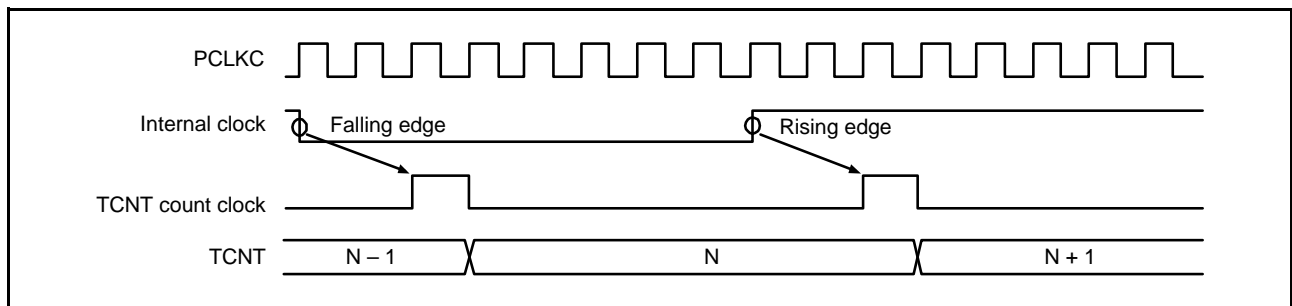 PCLKC
Internal clock
Falling edge
Rising edge
TCNT count clock
TCNT
N – 1
N
N + 1